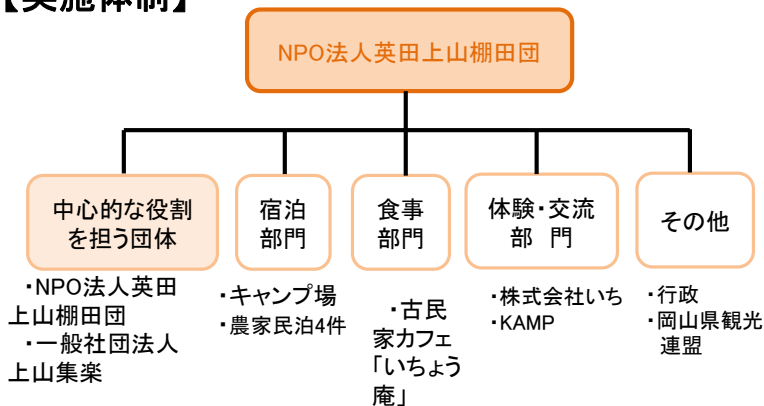 【実施体制】
NPO法人英田上山棚田団
中心的な役割
を担う団体
・NPO法人英田
上山棚田団
・一般社団法人
上山集楽
宿泊
部門
・キャンプ場
・農家民泊4件
食事
部門
・古民
家カフェ
「いちょう
庵」
体験・交流
部 門
・株式会社いち
・KAMP
その他
・行政
・岡山県観光
連盟